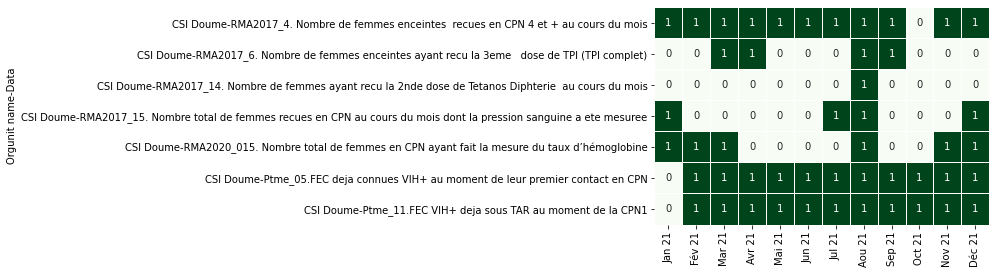 Orgunit name-Data
CSI Doume-RMA2017_4. Nombre de femmes enceintes  recues en CPN 4 et + au cours du mois 1 1 1 1 1 1 1 1 1 0 1 1
CSI Doume-RMA2017_6. Nombre de femmes enceintes ayant recu la 3eme   dose de TPI (TPI complet) 0 0 1 1 0 0 0 1 1 0 0 0
CSI Doume-RMA2017_14. Nombre de femmes ayant recu la 2nde dose de Tetanos Diphterie  au cours du mois 0 0 0 0 0 0 0 1 0 0 0 0
CSI Doume-RMA2017_15. Nombre total de femmes recues en CPN au cours du mois dont la pression sanguine a ete mesuree 1 0 0 0 0 0 1 1 0 0 0 1
CSI Doume-RMA2020_015. Nombre total de femmes en CPN ayant fait la mesure du taux d’hémoglobine 1 1 1 0 0 0 0 1 0 0 1 1
CSI Doume-Ptme_05.FEC deja connues VIH+ au moment de leur premier contact en CPN 0 1 1 1 1 1 1 1 1 1 1 1
CSI Doume-Ptme_11.FEC VIH+ deja sous TAR au moment de la CPN1 0 1 1 1 1 1 1 1 1 1 1 1
Jan 21 Fév 21 Mar 21 Avr 21 Mai 21 Jun 21 Jul 21 Aou 21 Sep 21 Oct 21 Nov 21 Déc 21